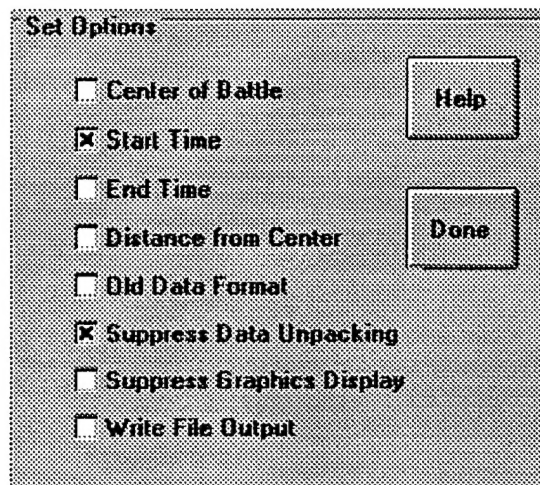 Set Options
Center of Battle
Help
Start Time
End Time
Distance from Center
Done
Old Data Format
Suppress Data Unpacking
Suppress Graphics Display
Write File Output